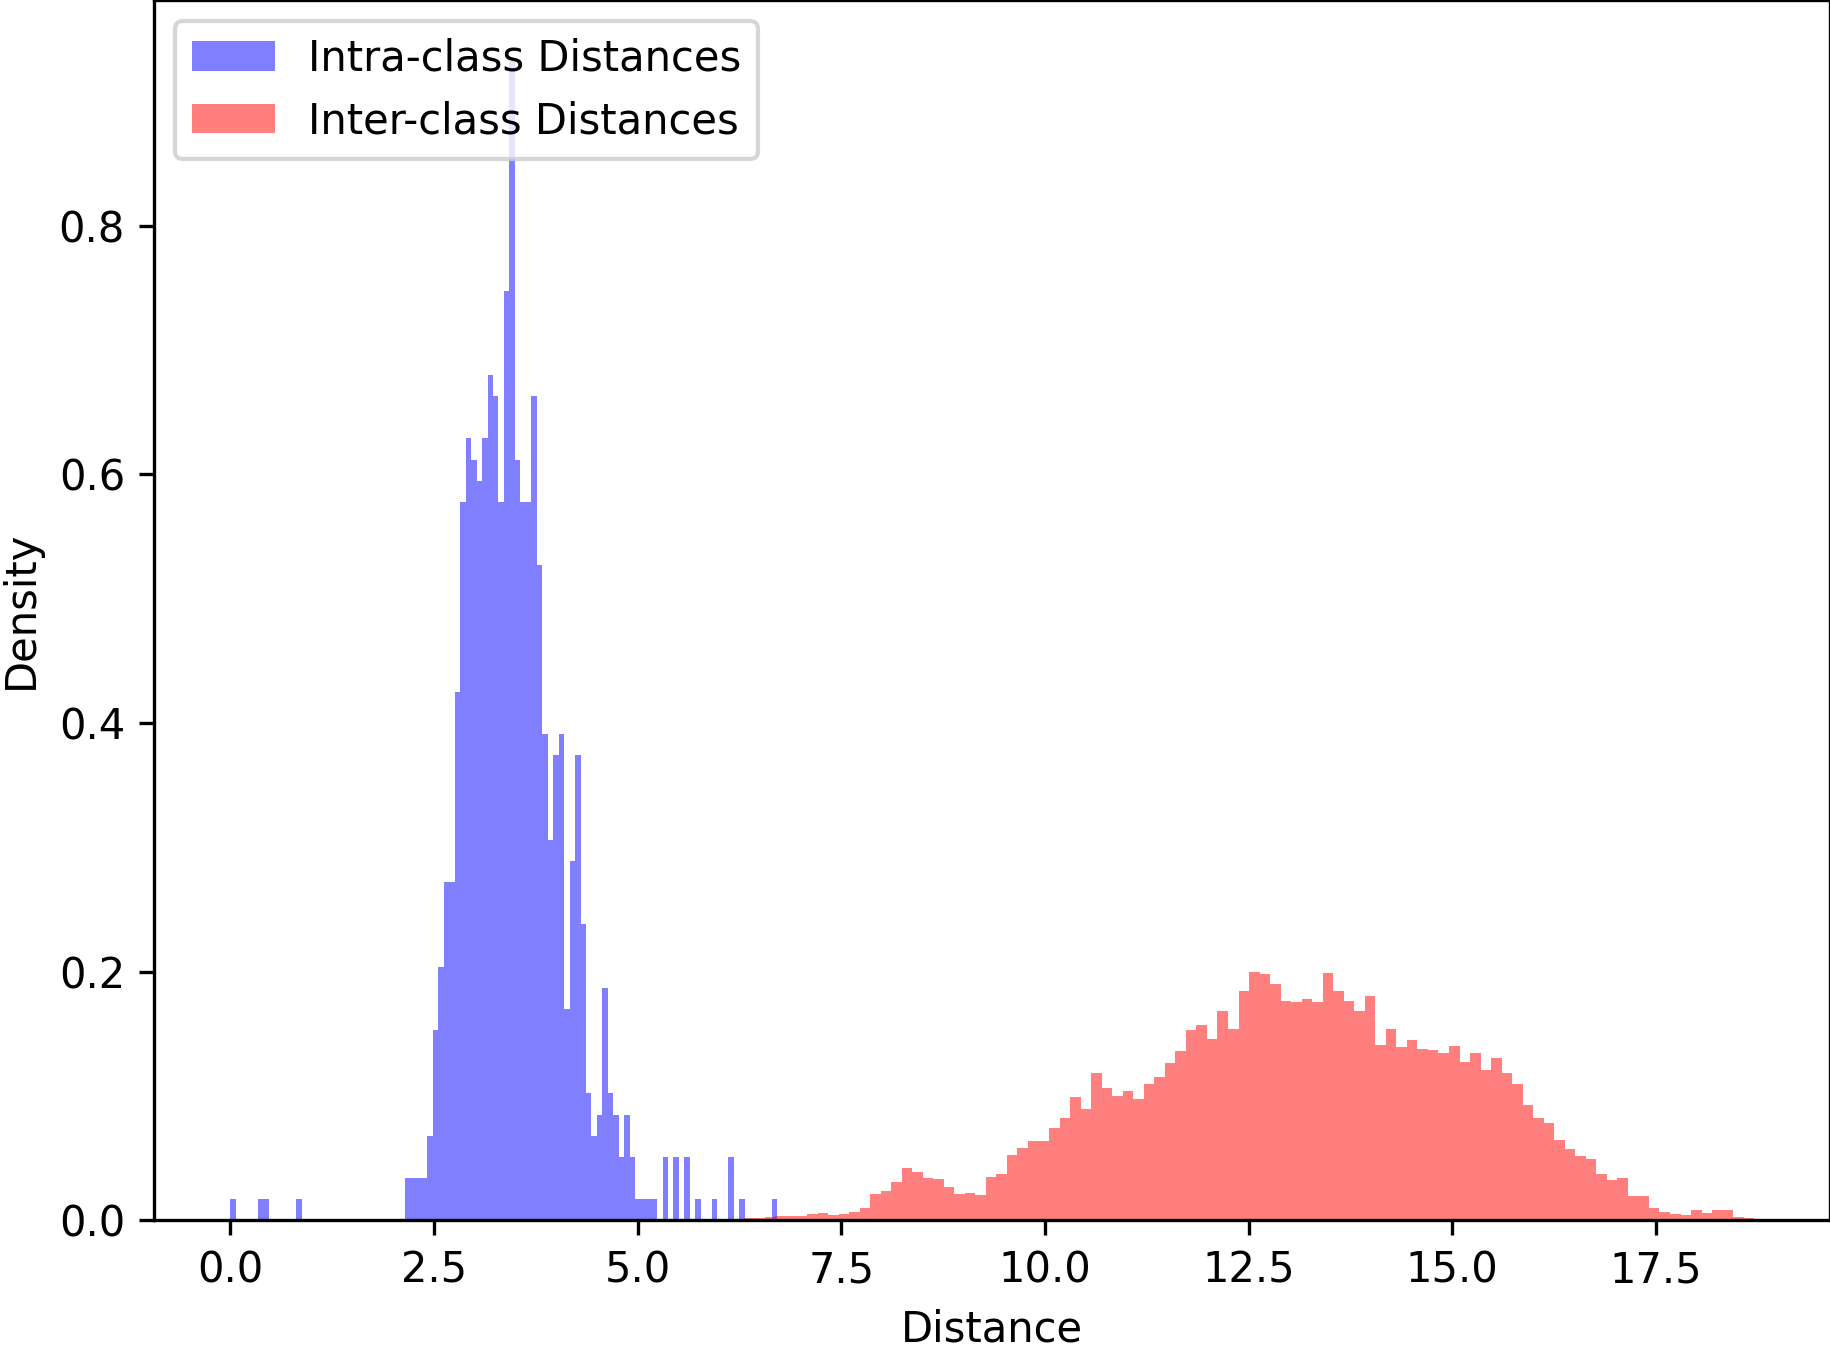 Intra-class Distances
Inter-class Distances
0.8
0.6
0.4
0.2
0.0
Density
0.0 2.5 5.0 7.5 10.0 12.5 15.0 17.5
Distance